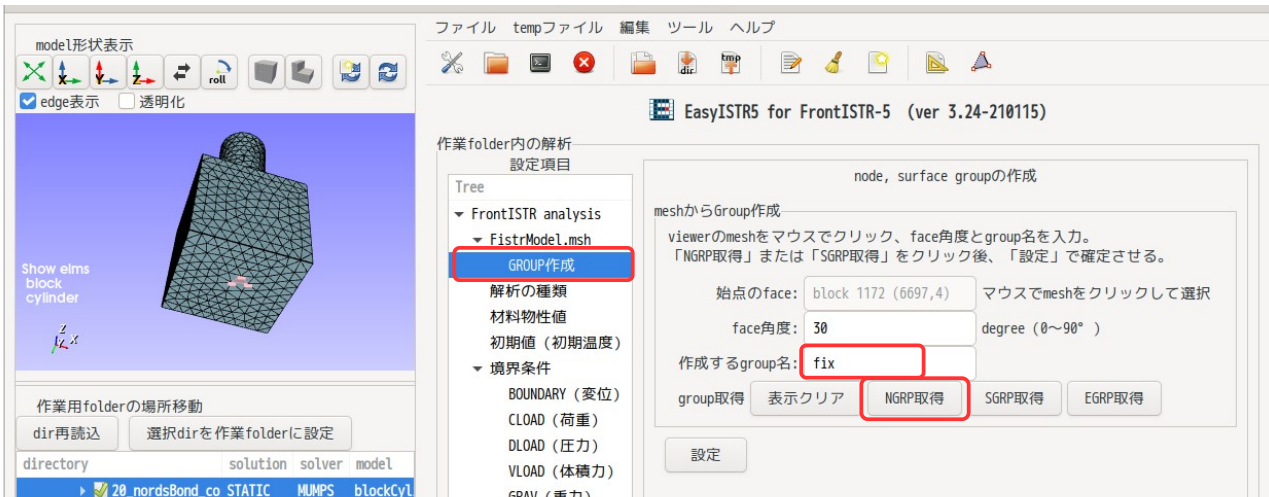 model形状表示
roll
edge表示 透明化
Show elms
block
cylinder
作業用folderの場所移動
dir再読込 選択dirを作業folderに設定
directory solution solver model
20_nordsBond_co STATIC MUMPS blockCyl
ファイル tempファイル 編集 ツール ヘルプ
dir tmp
EasyISTR5 for FrontISTR-5 (ver 3.24-210115)
作業folder内の解析
設定項目
Tree
FrontISTR analysis
FistrModel.msh
GROUP作成
解析の種類
材料物性値
初期値 (初期温度)
境界条件
BOUNDARY (変位)
CLOAD (荷重)
DLOAD (圧力)
VLOAD (体積力)
GRAV (重力)
node, surface groupの作成
meshからGroup作成
viewerのmeshをマウスでクリック、face角度とgroup名を入力。
「NGRP取得」または「SGRP取得」をクリック後、「設定」で確定させる。
始点のface: block 1172 (6697,4) マウスでmeshをクリックして選択
face角度: 30 degree (0～90° )
作成するgroup名: fix
group取得 表示クリア NGRP取得 SGRP取得 EGRP取得
設定